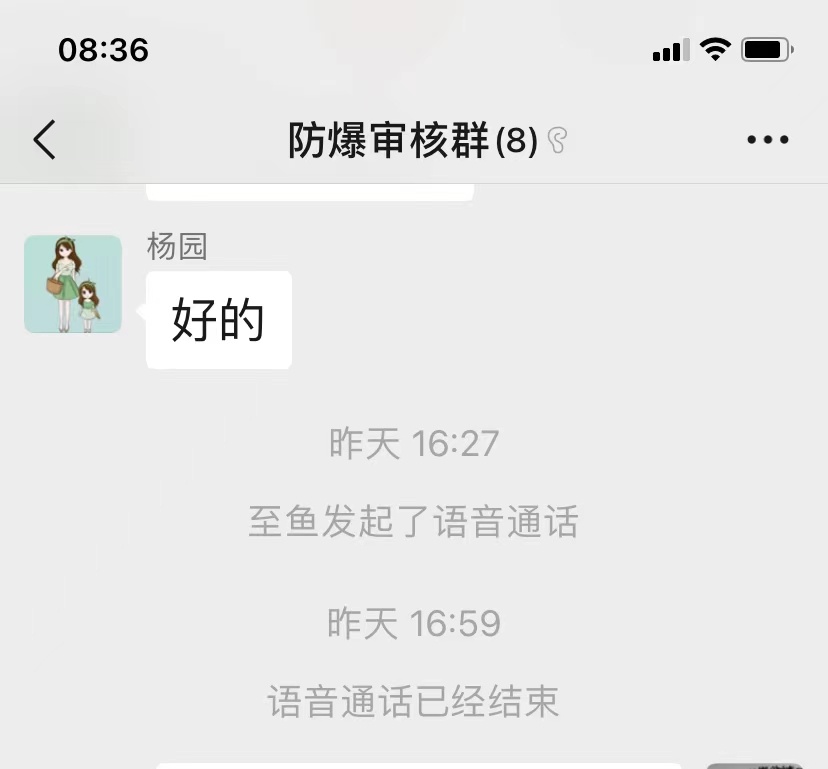 08:36
防爆审核群(8)
杨园
好的
昨天 16:27
至鱼发起了语音通话
昨天 16:59
语音通话已经结束